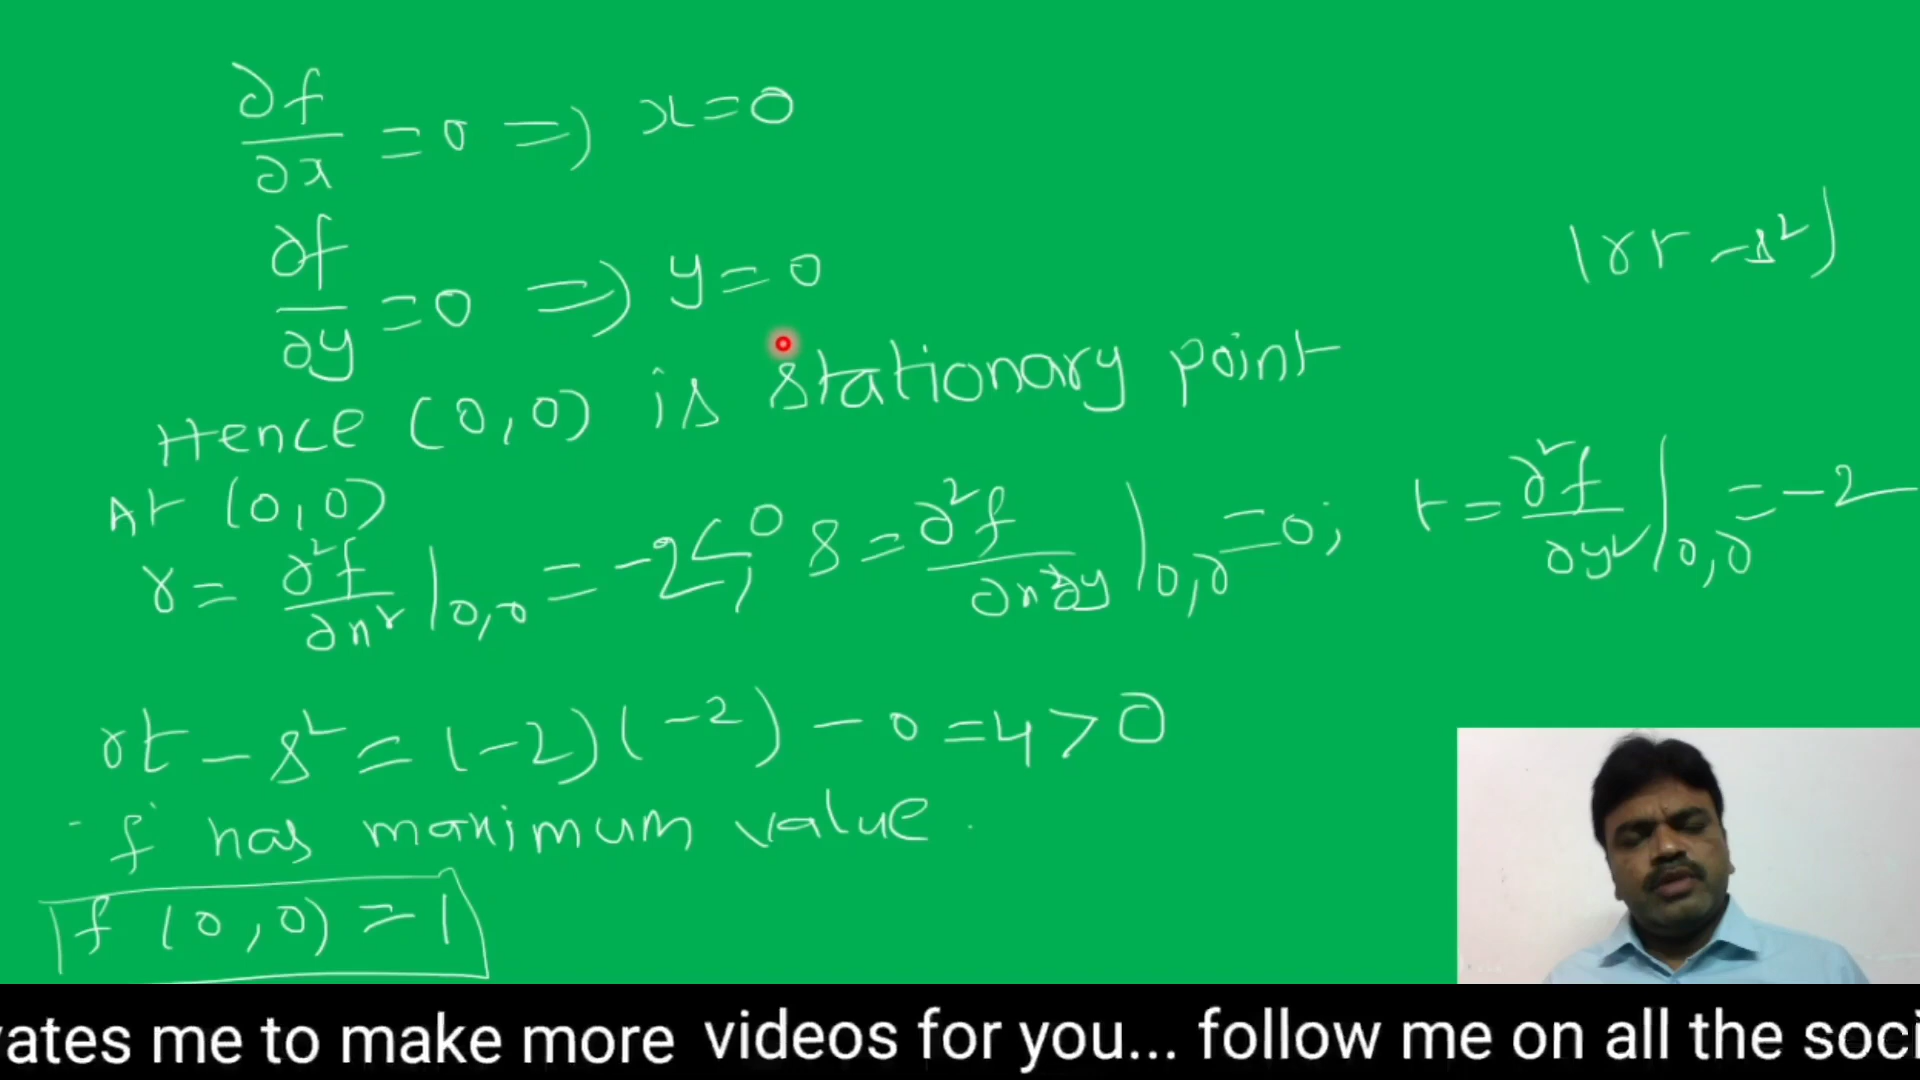 ∂f/∂x = 0 ⇒ x = 0
∂f/∂y = 0 ⇒ y = 0
(rt - s²)
Hence (0,0) is stationary point
At (0,0)
r = ∂²f/∂x² |0,0 = -2 < 0, s = ∂²f/∂x∂y |0,0 = 0; t = ∂²f/∂y² |0,0 = -2
rt - s² = (-2)(-2) - 0 = 4 > 0
f has maximum value.
f(0,0) = 1
vates me to make more videos for you... follow me on all the soci